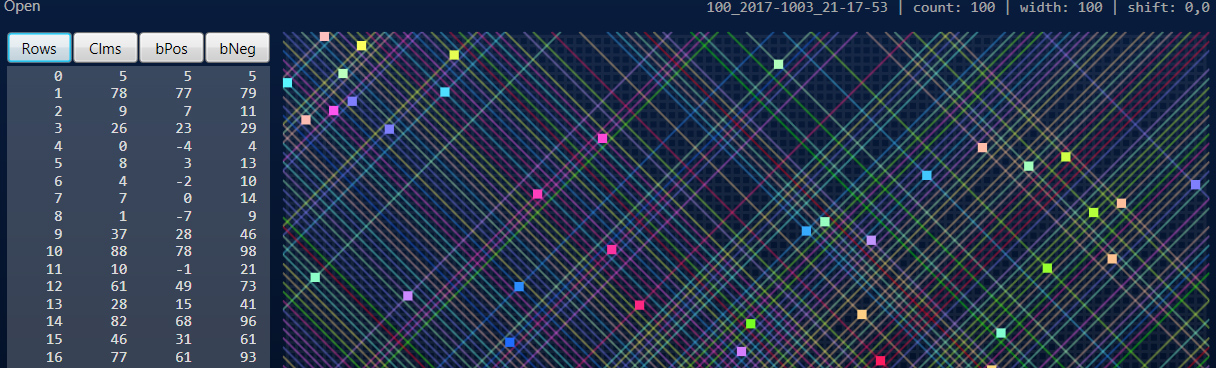 Open 100_2017-1003_21-17-53 | count: 100 | width: 100 | shift: 0,0
Rows Clms bPos bNeg
0 5 5 5
1 78 77 79
2 9 7 11
3 26 23 29
4 0 -4 4
5 8 3 13
6 4 -2 10
7 7 0 14
8 1 -7 9
9 37 28 46
10 88 78 98
11 10 -1 21
12 61 49 73
13 28 15 41
14 82 68 96
15 46 31 61
16 77 61 93